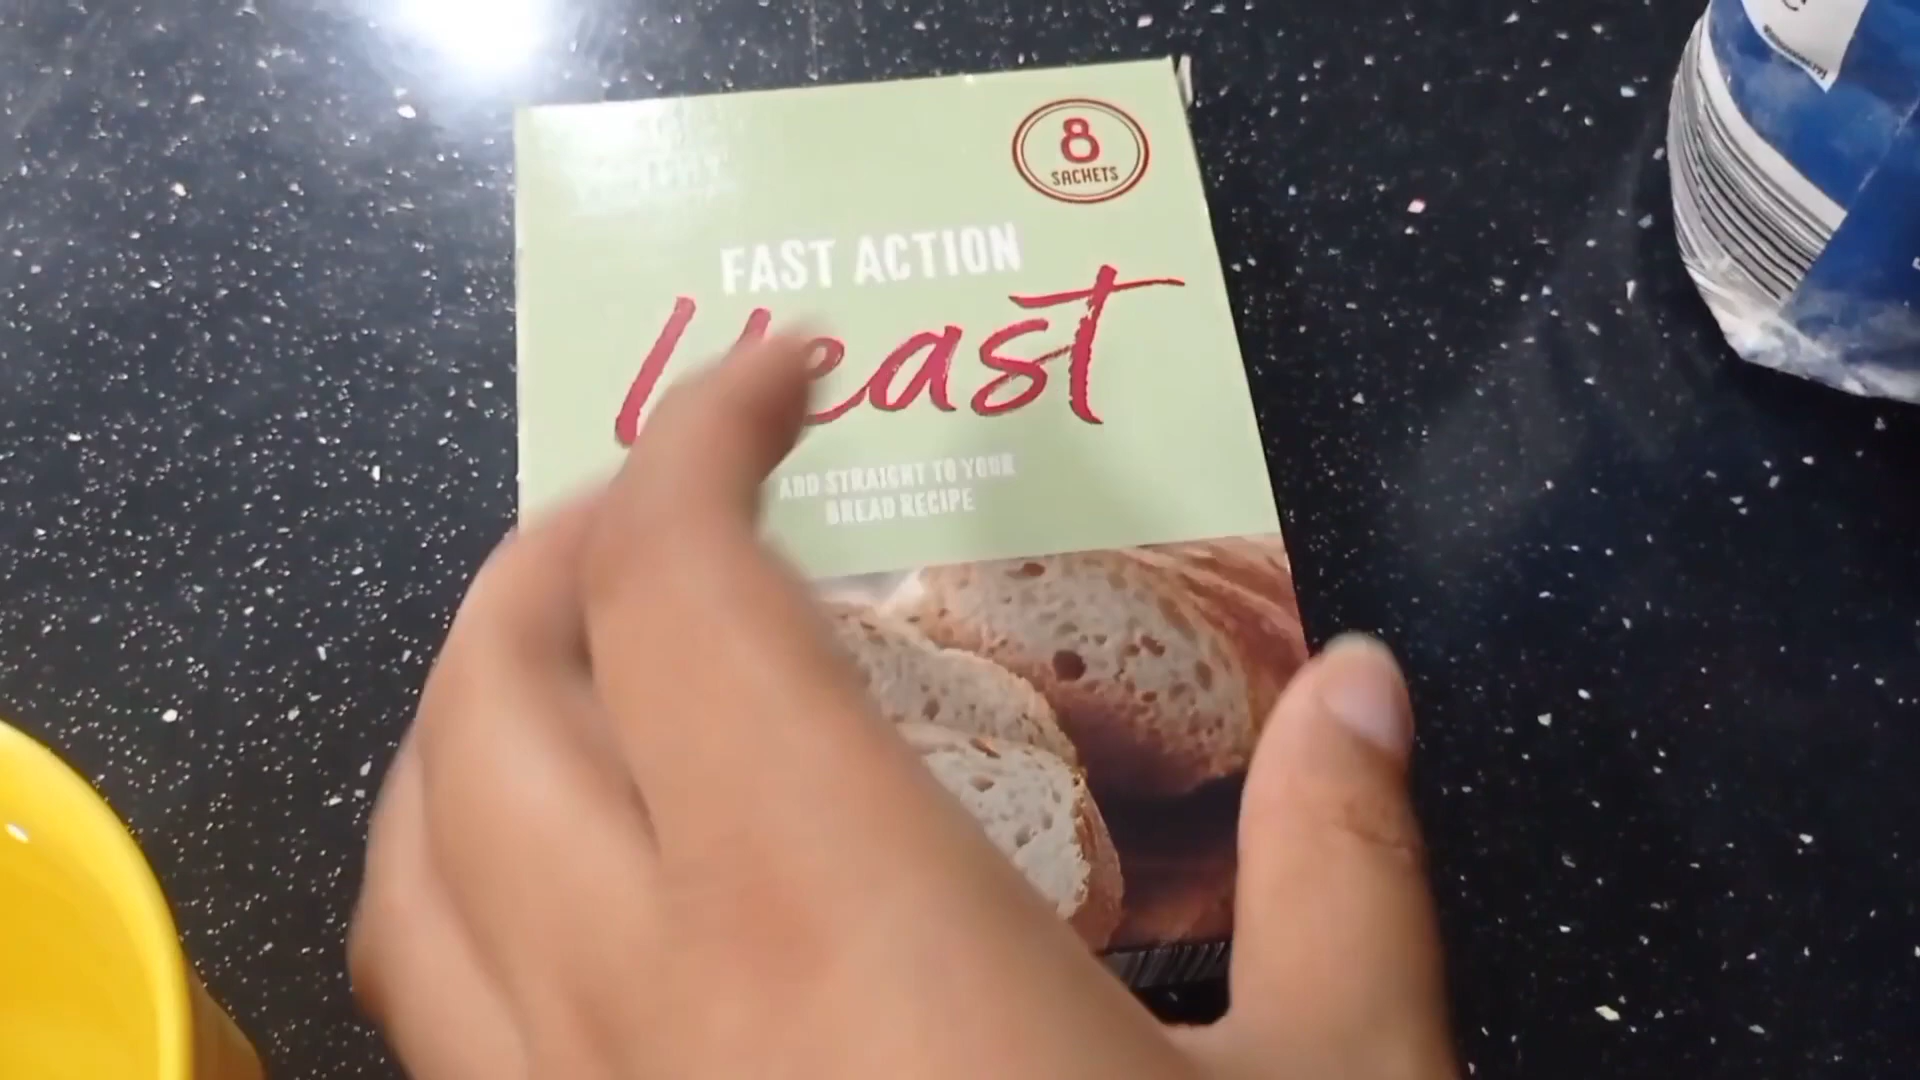 8
SACHETS
FAST ACTION
Yeast
ADD STRAIGHT TO YOUR
BREAD RECIPE